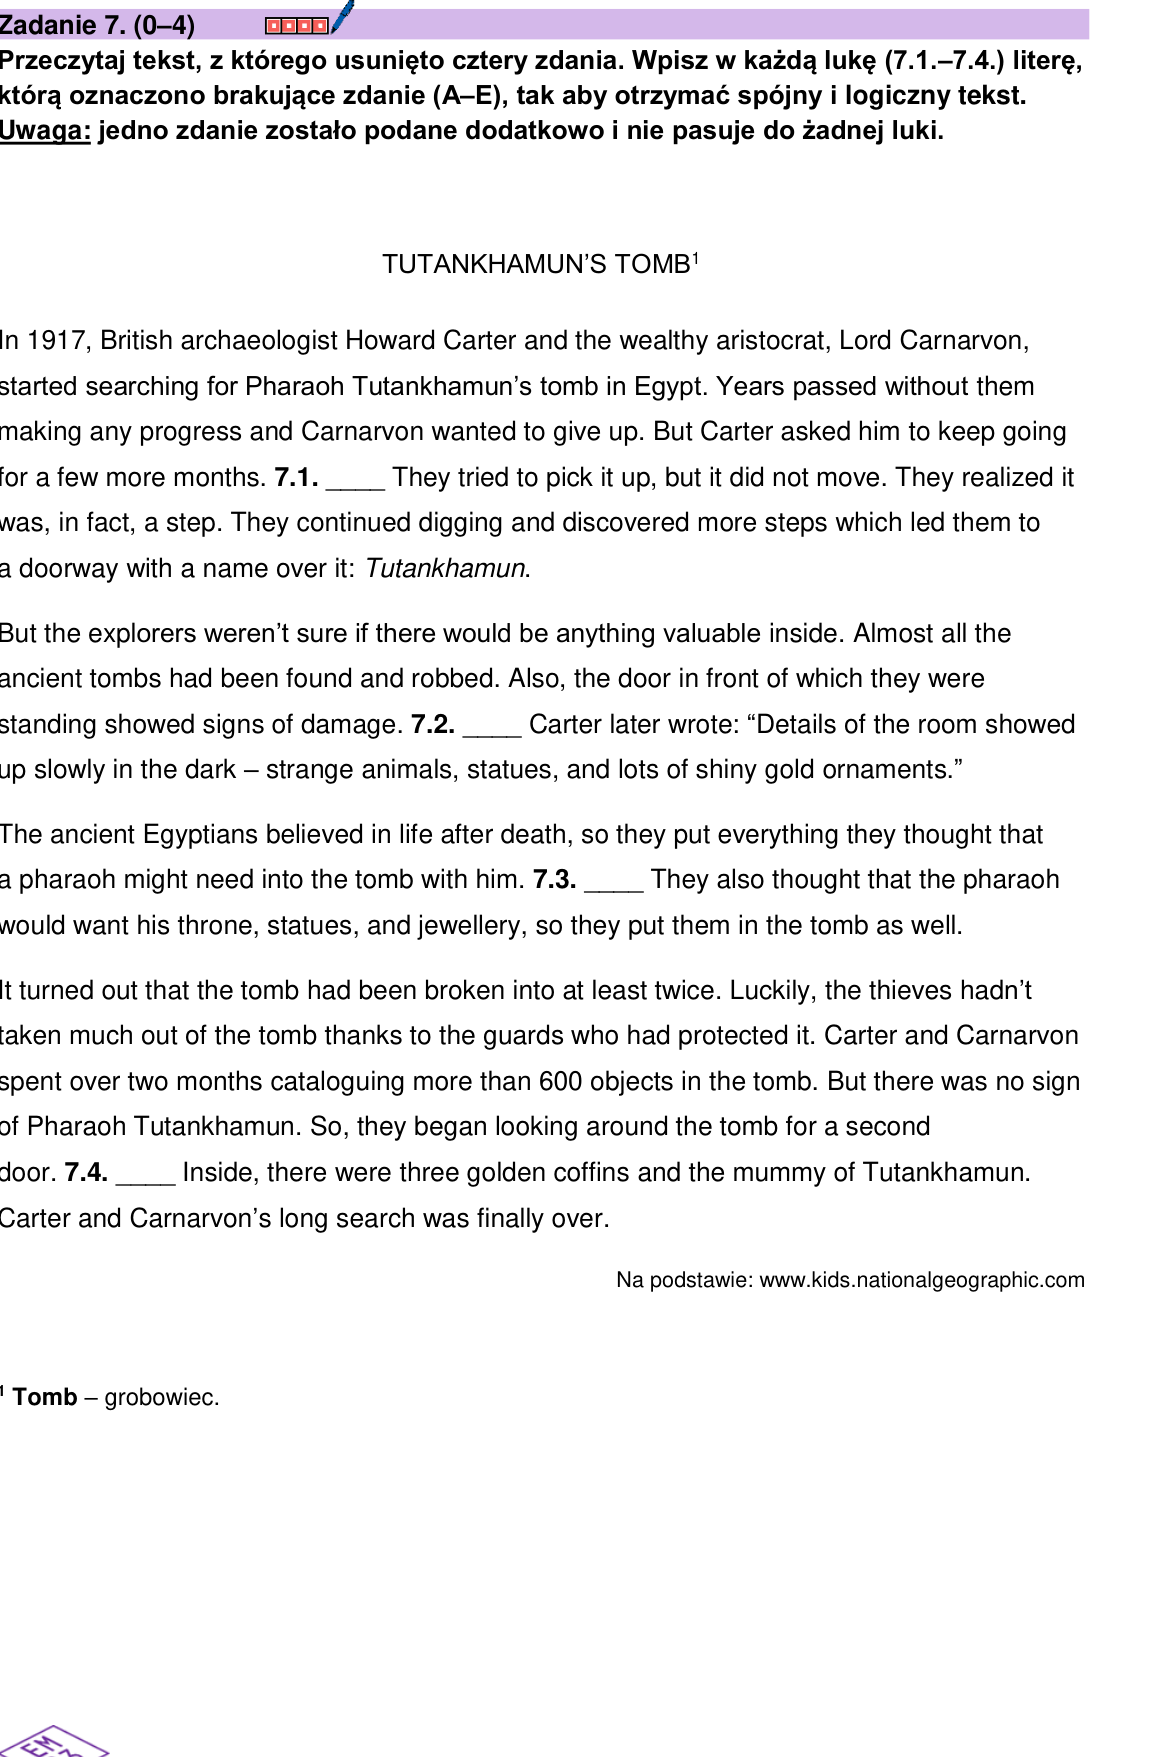 Zadanie 7. (0–4)
Przeczytaj tekst, z którego usunięto cztery zdania. Wpisz w każdą lukę (7.1.–7.4.) literę,
którą oznaczono brakujące zdanie (A–E), tak aby otrzymać spójny i logiczny tekst.
Uwaga: jedno zdanie zostało podane dodatkowo i nie pasuje do żadnej luki.
TUTANKHAMUN’S TOMB¹
In 1917, British archaeologist Howard Carter and the wealthy aristocrat, Lord Carnarvon,
started searching for Pharaoh Tutankhamun’s tomb in Egypt. Years passed without them
making any progress and Carnarvon wanted to give up. But Carter asked him to keep going
for a few more months. 7.1. ____ They tried to pick it up, but it did not move. They realized it
was, in fact, a step. They continued digging and discovered more steps which led them to
a doorway with a name over it: Tutankhamun.
But the explorers weren’t sure if there would be anything valuable inside. Almost all the
ancient tombs had been found and robbed. Also, the door in front of which they were
standing showed signs of damage. 7.2. ____ Carter later wrote: “Details of the room showed
up slowly in the dark – strange animals, statues, and lots of shiny gold ornaments.”
The ancient Egyptians believed in life after death, so they put everything they thought that
a pharaoh might need into the tomb with him. 7.3. ____ They also thought that the pharaoh
would want his throne, statues, and jewellery, so they put them in the tomb as well.
It turned out that the tomb had been broken into at least twice. Luckily, the thieves hadn’t
taken much out of the tomb thanks to the guards who had protected it. Carter and Carnarvon
spent over two months cataloguing more than 600 objects in the tomb. But there was no sign
of Pharaoh Tutankhamun. So, they began looking around the tomb for a second
door. 7.4. ____ Inside, there were three golden coffins and the mummy of Tutankhamun.
Carter and Carnarvon’s long search was finally over.
Na podstawie: www.kids.nationalgeographic.com
¹ Tomb – grobowiec.